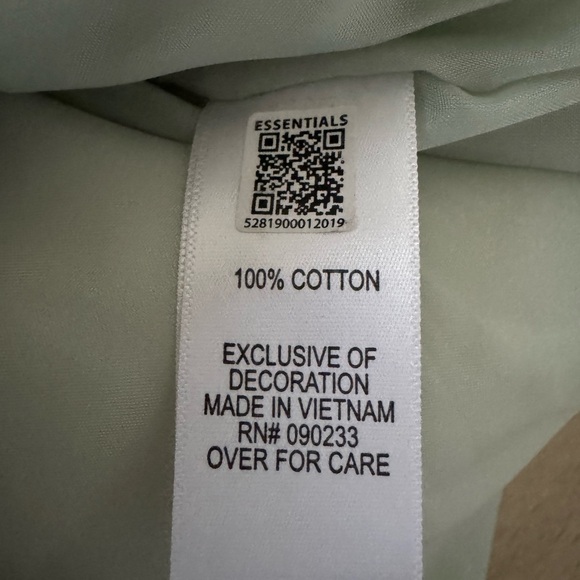 ESSENTIALS
5281900012019
100% COTTON
EXCLUSIVE OF
DECORATION
MADE IN VIETNAM
RN# 090233
OVER FOR CARE